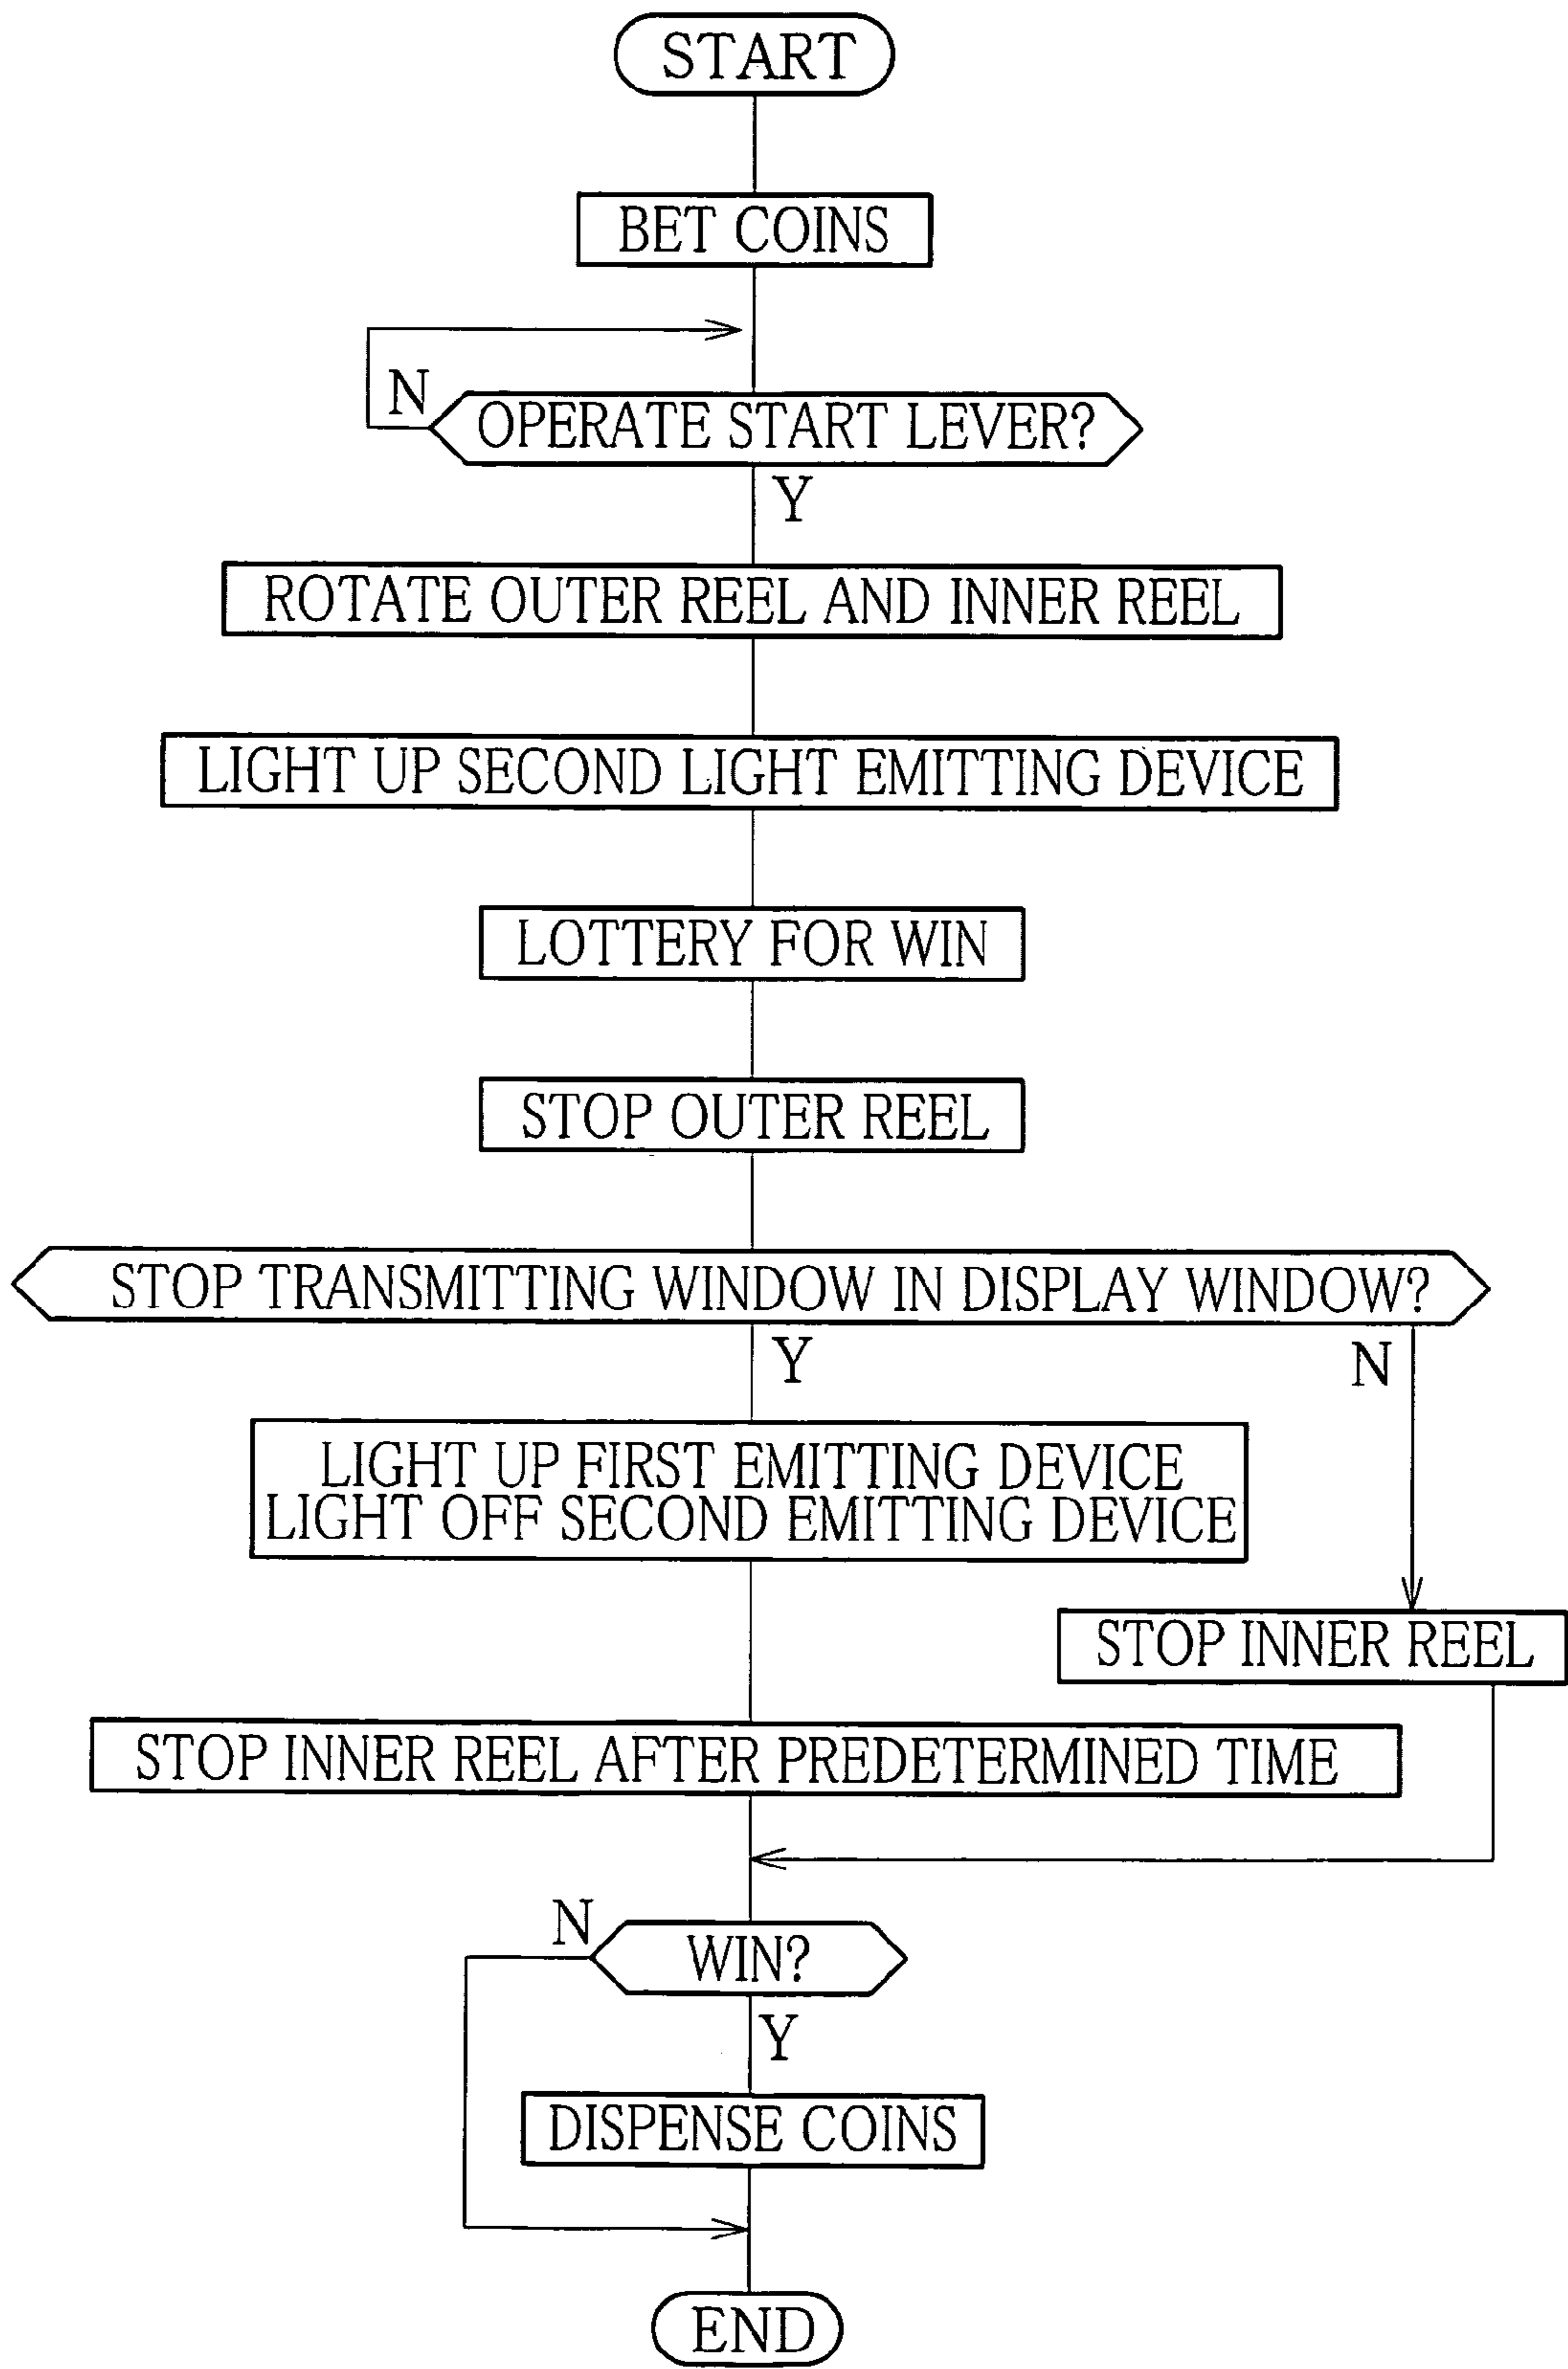 START
BET COINS
N
OPERATE START LEVER?
Y
ROTATE OUTER REEL AND INNER REEL
LIGHT UP SECOND LIGHT EMITTING DEVICE
LOTTERY FOR WIN
STOP OUTER REEL
STOP TRANSMITTING WINDOW IN DISPLAY WINDOW?
Y
N
LIGHT UP FIRST EMITTING DEVICE
LIGHT OFF SECOND EMITTING DEVICE
STOP INNER REEL
STOP INNER REEL AFTER PREDETERMINED TIME
N
WIN?
Y
DISPENSE COINS
END